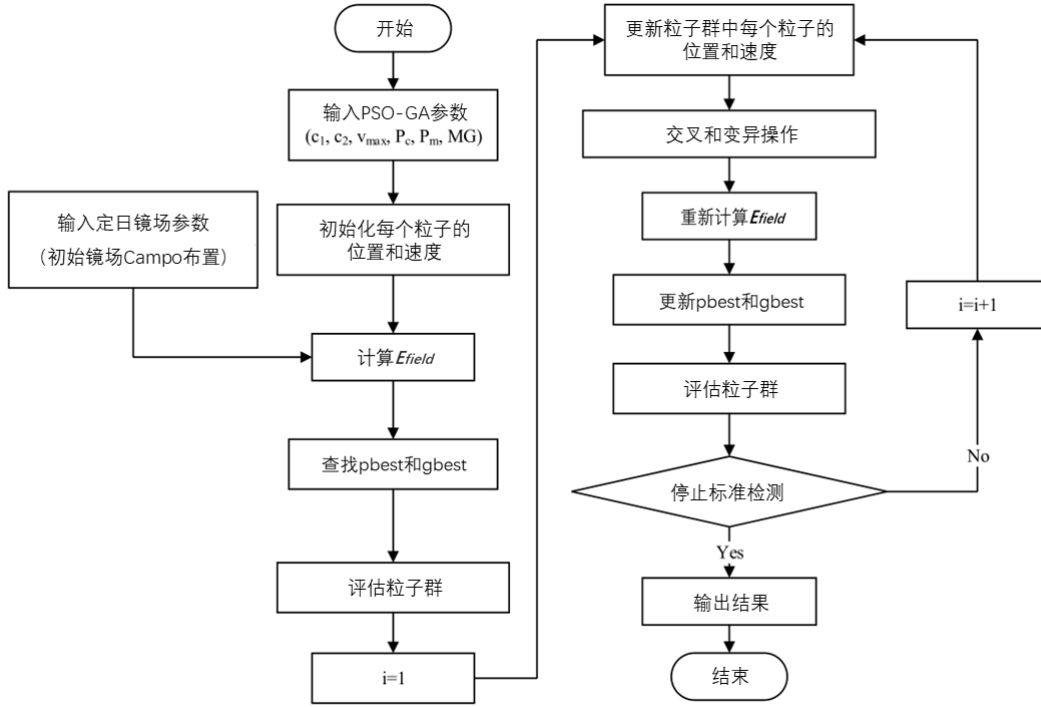 开始
输入PSO-GA参数
(c₁, c₂, vₘₐₓ, P_c, Pₘ, MG)
输入定日镜场参数
（初始镜场Campo布置）
初始化每个粒子的
位置和速度
计算Efield
查找pbest和gbest
评估粒子群
i=1
更新粒子群中每个粒子的
位置和速度
交叉和变异操作
重新计算Efield
更新pbest和gbest
i=i+1
评估粒子群
No
停止标准检测
Yes
输出结果
结束